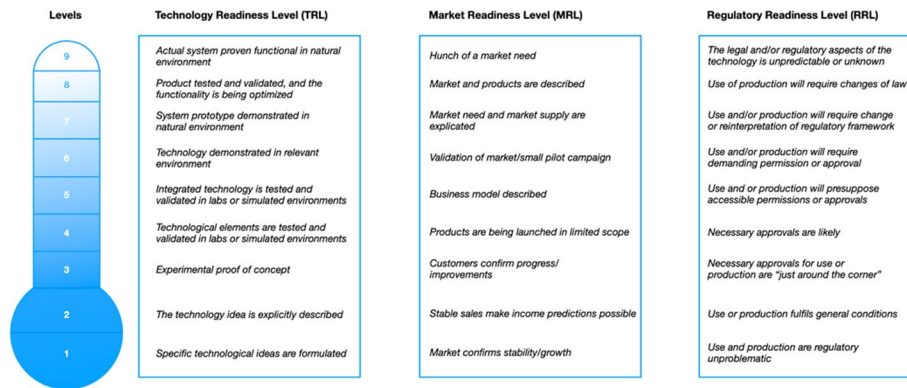 Levels
Technology Readiness Level (TRL)
Market Readiness Level (MRL)
Regulatory Readiness Level (RRL)
9
Actual system proven functional in natural
environment
Hunch of a market need
The legal and/or regulatory aspects of the
technology is unpredictable or unknown
8
Product tested and validated, and the
functionality is being optimized
Market and products are described
Use of production will require changes of law
7
System prototype demonstrated in
natural environment
Market need and market supply are
explicated
Use and/or production will require change
or reinterpretation of regulatory framework
6
Technology demonstrated in relevant
environment
Validation of market/small pilot campaign
Use and/or production will require
demanding permission or approval
5
Integrated technology is tested and
validated in labs or simulated environments
Business model described
Use and or production will presuppose
accessible permissions or approvals
4
Technological elements are tested and
validated in labs or simulated environments
Products are being launched in limited scope
Necessary approvals are likely
3
Experimental proof of concept
Customers confirm progress/
improvements
Necessary approvals for use or
production are “just around the corner”
2
The technology idea is explicitly described
Stable sales make income predictions possible
Use or production fulfils general conditions
1
Specific technological ideas are formulated
Market confirms stability/growth
Use and production are regulatory
unproblematic